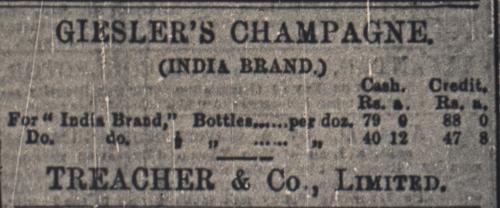 GIESLER'S CHAMPAGNE.
(INDIA BRAND.)
Cash. Credit.
Rs. a. Rs. a.
For "India Brand," Bottles......per doz. 79 0 88 0
Do. do. ½ „ ...... „ 40 12 47 8
TREACHER & Co., LIMITED.